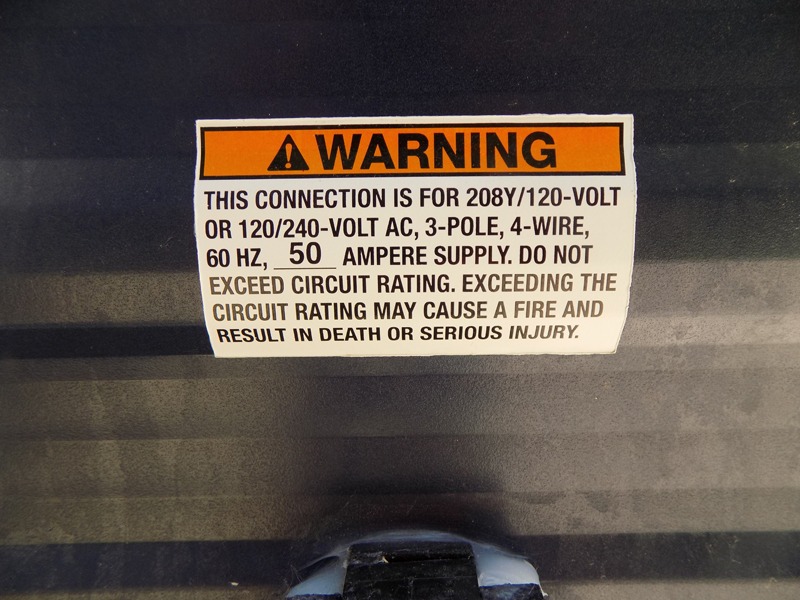 WARNING
THIS CONNECTION IS FOR 208Y/120-VOLT
OR 120/240-VOLT AC, 3-POLE, 4-WIRE,
60 HZ, 50 AMPERE SUPPLY. DO NOT
EXCEED CIRCUIT RATING. EXCEEDING THE
CIRCUIT RATING MAY CAUSE A FIRE AND
RESULT IN DEATH OR SERIOUS INJURY.